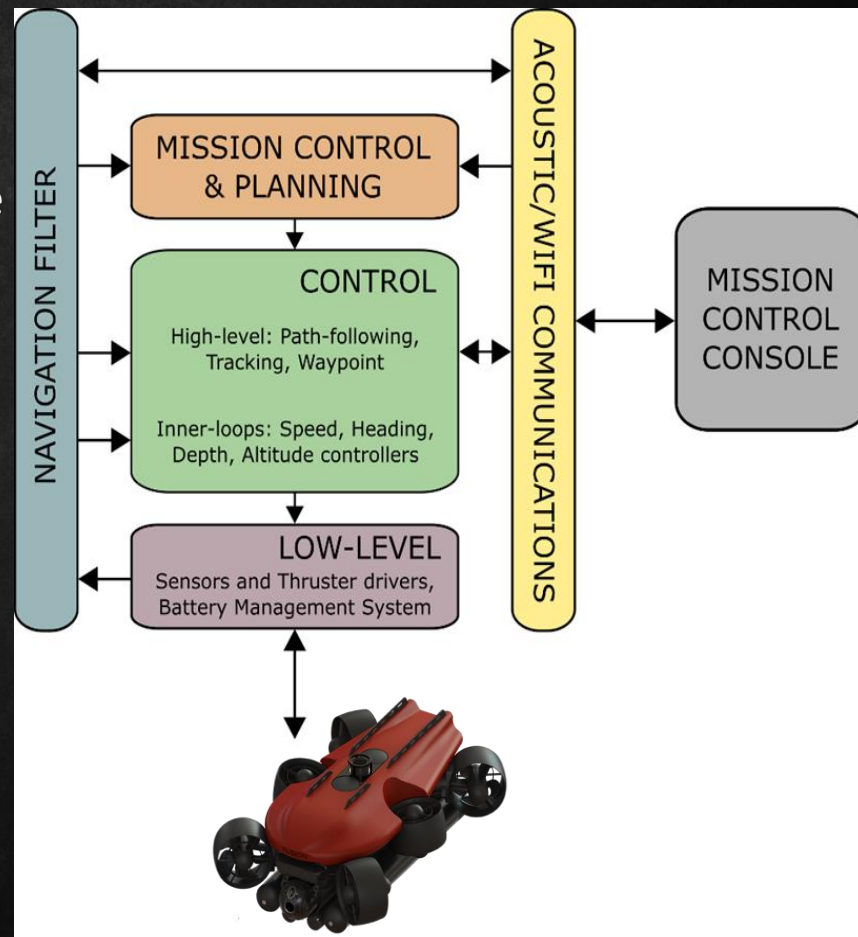 NAVIGATION FILTER
MISSION CONTROL
& PLANNING
CONTROL
High-level: Path-following,
Tracking, Waypoint
Inner-loops: Speed, Heading,
Depth, Altitude controllers
LOW-LEVEL
Sensors and Thruster drivers,
Battery Management System
ACOUSTIC/WIFI COMMUNICATIONS
MISSION
CONTROL
CONSOLE